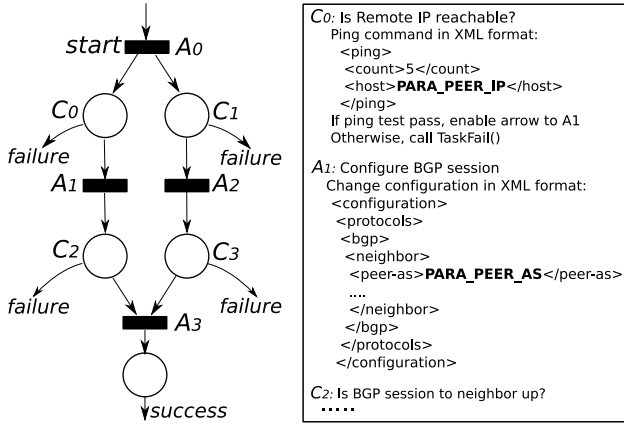 start A0
C0 C1
failure failure
A1 A2
C2 C3
failure failure
A3
success
C0: Is Remote IP reachable?
Ping command in XML format:
<ping>
<count>5</count>
<host>PARA_PEER_IP</host>
</ping>
If ping test pass, enable arrow to A1
Otherwise, call TaskFail()
A1: Configure BGP session
Change configuration in XML format:
<configuration>
<protocols>
<bgp>
<neighbor>
<peer-as>PARA_PEER_AS</peer-as>
....
</neighbor>
</bgp>
</protocols>
</configuration>
C2: Is BGP session to neighbor up?
.....